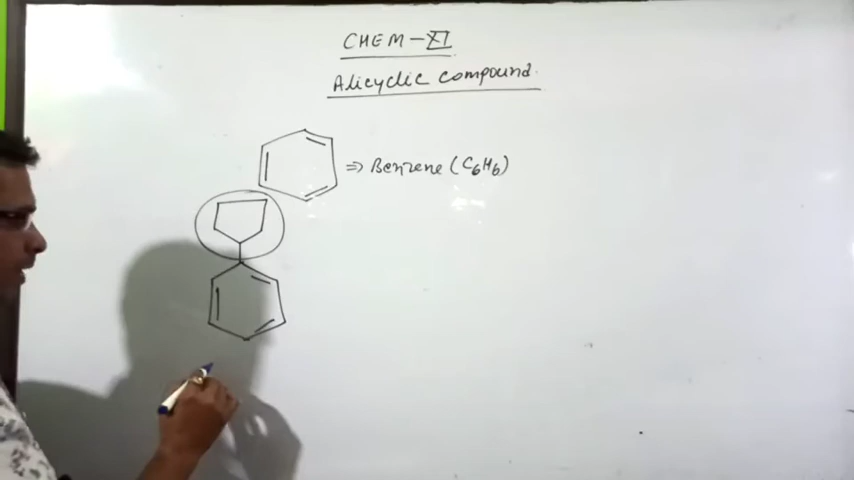 CHEM-XI
Alicyclic compound.
⇒ Benzene (C₆H₆)